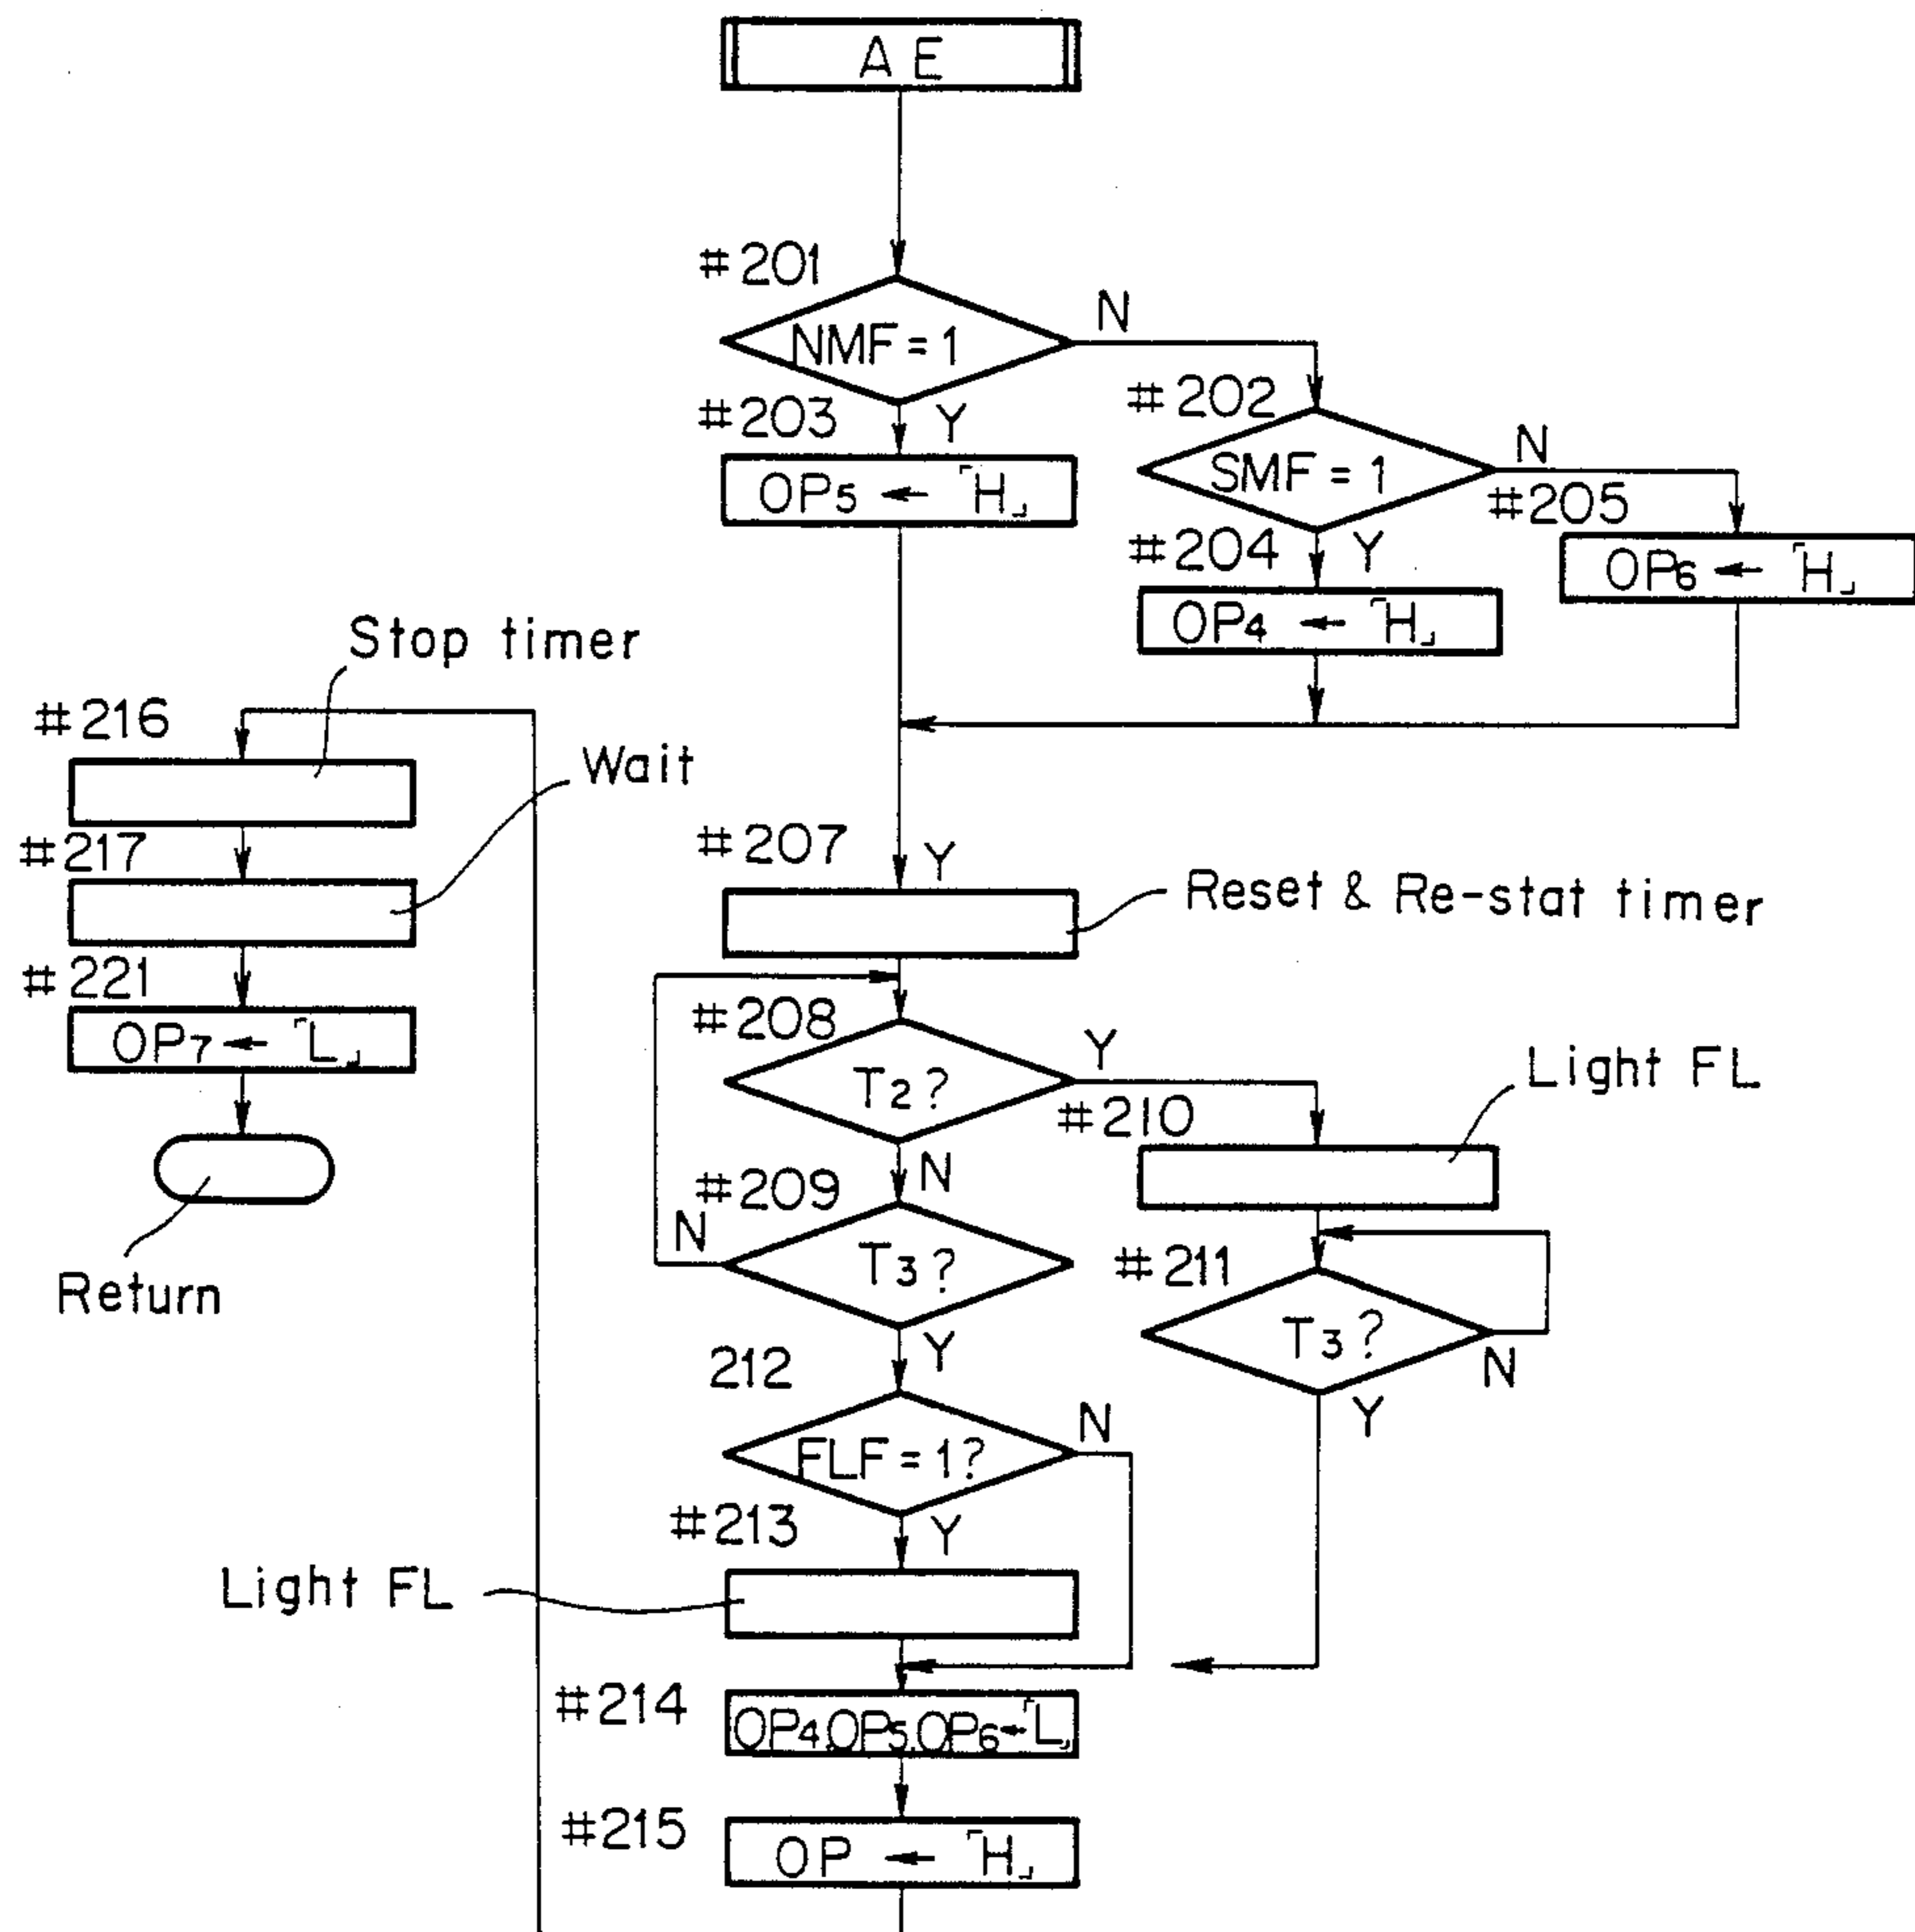 AE
#201
NMF = 1
N
#203
Y
OP5 ← 「H」
#202
SMF = 1
N
#205
#204
Y
OP6 ← 「H」
OP4 ← 「H」
Stop timer
#216
Wait
#217
#207
Y
Reset & Re-stat timer
#221
OP7 ← 「L」
#208
T2?
Y
#210
Light FL
N
#209
N
T3?
#211
T3?
N
Y
Return
Y
212
FLF = 1?
N
#213
Y
Light FL
#214
OP4.OP5.OP6←「L」
#215
OP ← 「H」